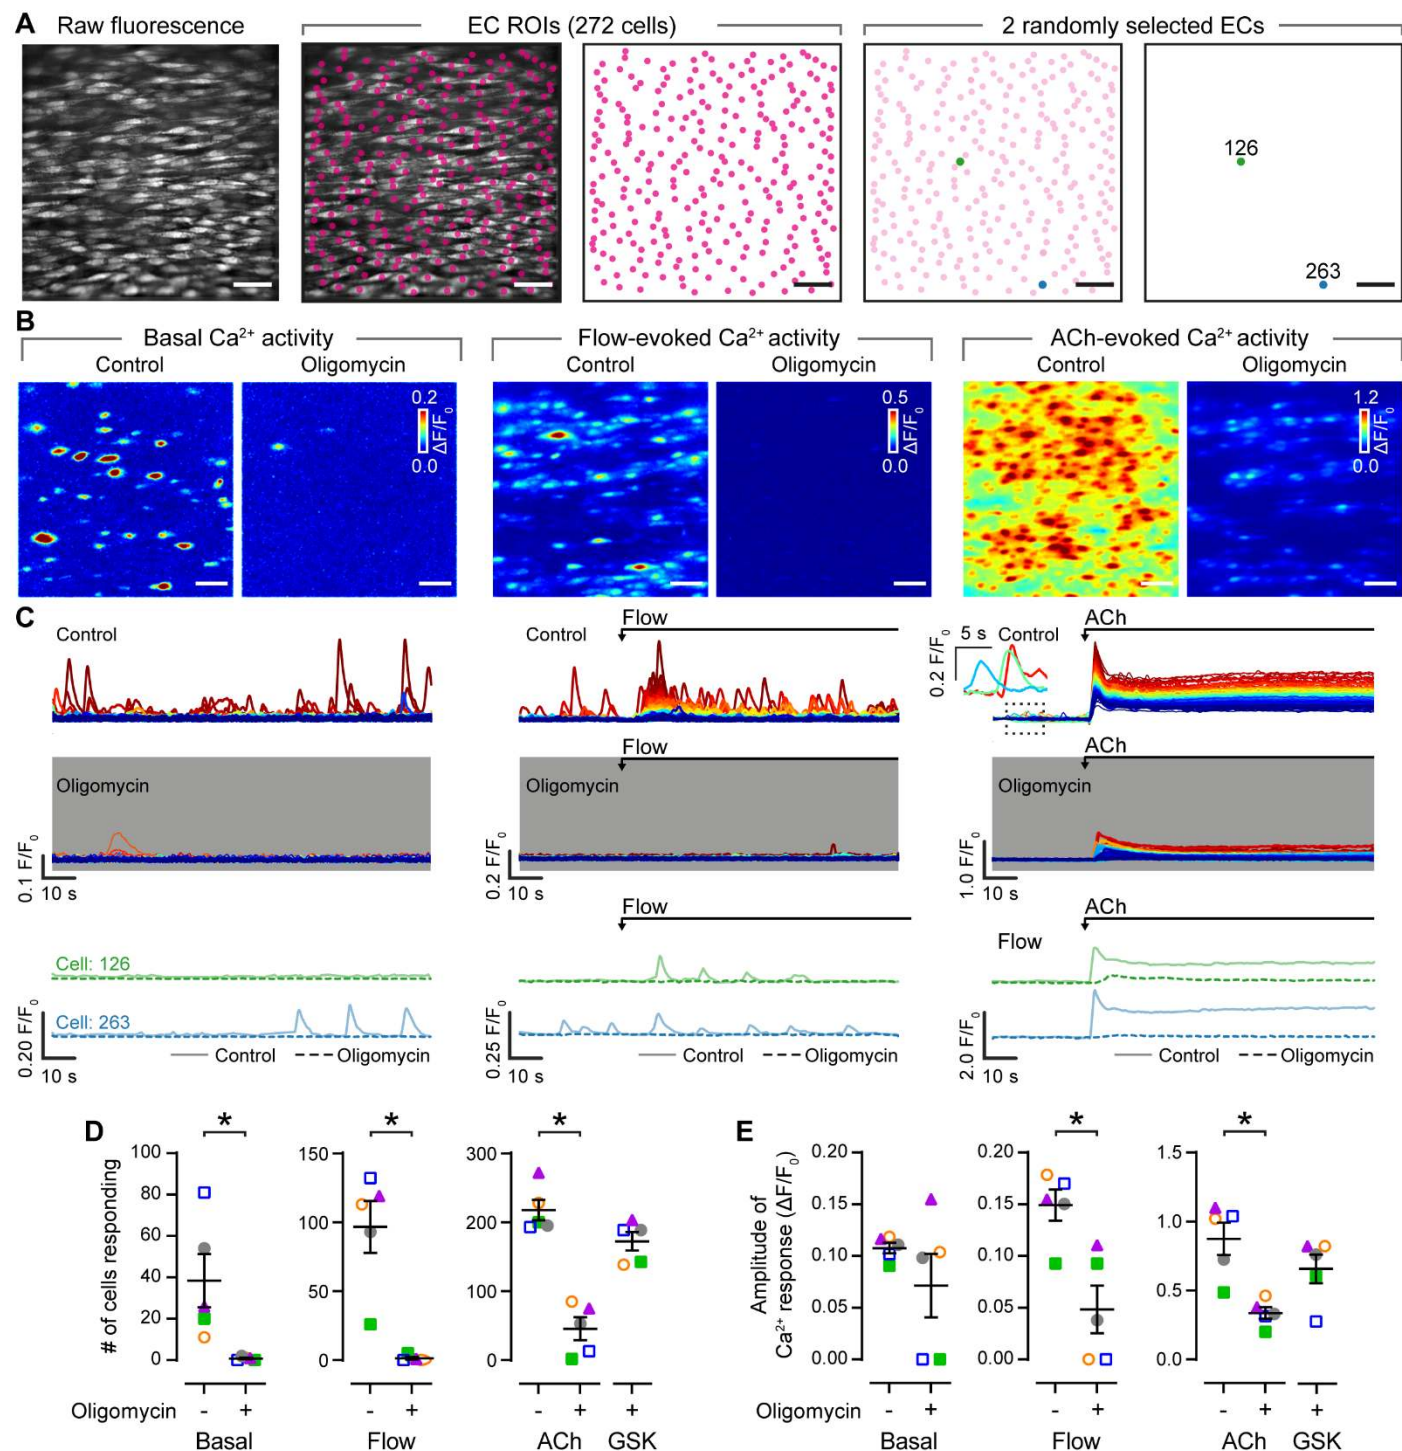 A
Raw fluorescence
EC ROIs (272 cells)
2 randomly selected ECs
126
263
B
Basal Ca²⁺ activity
Flow-evoked Ca²⁺ activity
ACh-evoked Ca²⁺ activity
Control Oligomycin Control Oligomycin Control Oligomycin
0.2
ΔF/F₀
0.0
0.5
ΔF/F₀
0.0
1.2
ΔF/F₀
0.0
C
Control
Oligomycin
0.1 F/F₀
10 s
Cell: 126
Cell: 263
0.20 F/F₀
10 s
Control Oligomycin
Flow
Control
Flow
Oligomycin
0.2 F/F₀
10 s
Flow
0.25 F/F
10 s
Control Oligomycin
5 s
0.2 F/F₀
Control
ACh
ACh
Oligomycin
1.0 F/F
10 s
ACh
Flow
2.0 F/F₀
10 s
Control Oligomycin
D
# of cells responding
*
100
80
60
40
20
0
*
150
100
50
0
*
300
200
100
0
Oligomycin - + - + - + +
Basal Flow ACh GSK
E
Amplitude of
Ca²⁺ response (ΔF/F₀)
0.20
0.15
0.10
0.05
0.00
*
0.20
0.15
0.10
0.05
0.00
*
1.5
1.0
0.5
0.0
Oligomycin - + - + - + +
Basal Flow ACh GSK